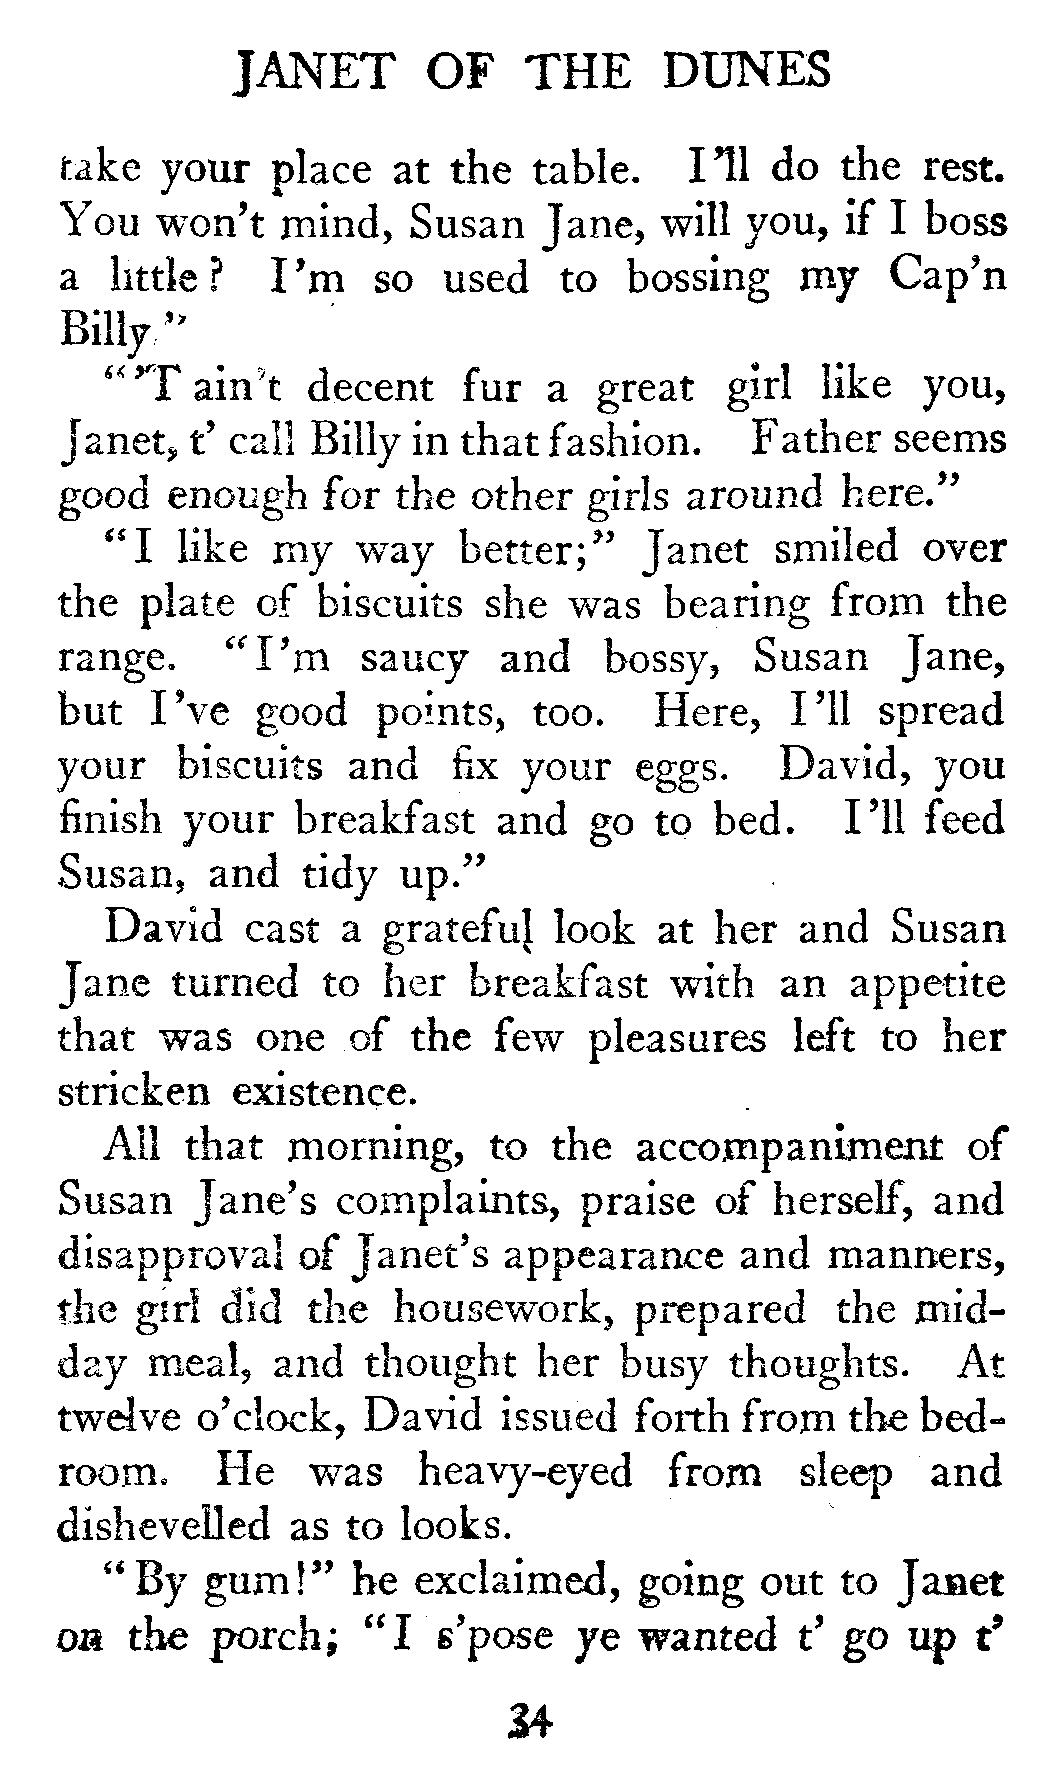 JANET OF THE DUNES
take your place at the table. I'll do the rest.
You won't mind, Susan Jane, will you, if I boss
a little? I'm so used to bossing my Cap'n
Billy."
"'T ain't decent fur a great girl like you,
Janet, t' call Billy in that fashion. Father seems
good enough for the other girls around here."
"I like my way better;" Janet smiled over
the plate of biscuits she was bearing from the
range. "I'm saucy and bossy, Susan Jane,
but I've good points, too. Here, I'll spread
your biscuits and fix your eggs. David, you
finish your breakfast and go to bed. I'll feed
Susan, and tidy up."
David cast a grateful look at her and Susan
Jane turned to her breakfast with an appetite
that was one of the few pleasures left to her
stricken existence.
All that morning, to the accompaniment of
Susan Jane's complaints, praise of herself, and
disapproval of Janet's appearance and manners,
the girl did the housework, prepared the mid-
day meal, and thought her busy thoughts. At
twelve o'clock, David issued forth from the bed-
room. He was heavy-eyed from sleep and
dishevelled as to looks.
"By gum!" he exclaimed, going out to Janet
on the porch; "I s'pose ye wanted t' go up t'
34